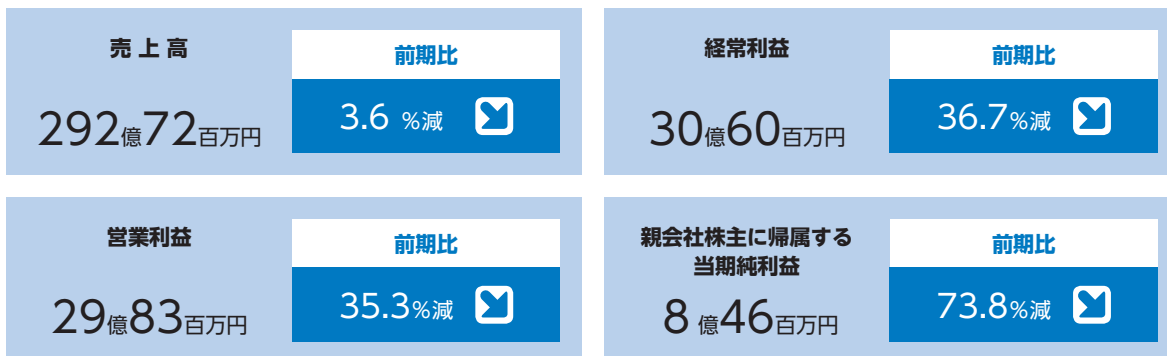 売上高
前期比
292億72百万円
3.6 %減
経常利益
前期比
30億60百万円
36.7%減
営業利益
前期比
29億83百万円
35.3%減
親会社株主に帰属する
当期純利益
前期比
8億46百万円
73.8%減